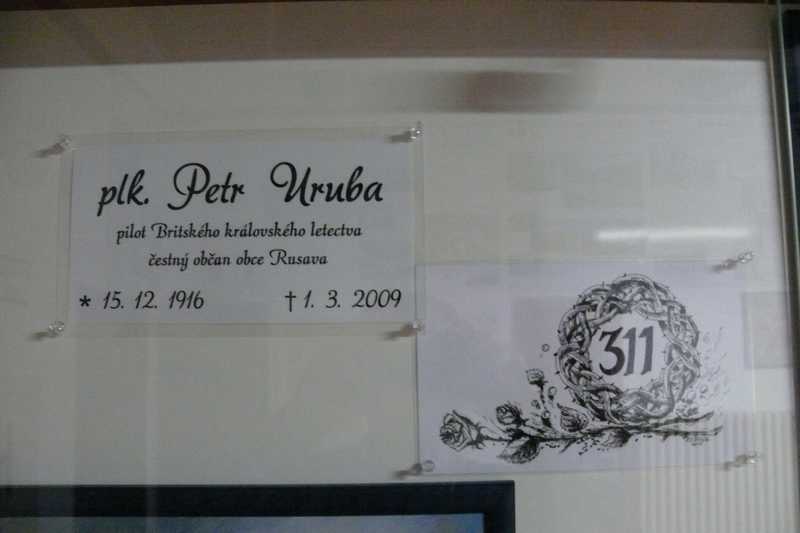 plk. Petr Uruba
pilot Britského královského letectva
čestný občan obce Rusava
* 15. 12. 1916 † 1. 3. 2009
©
311